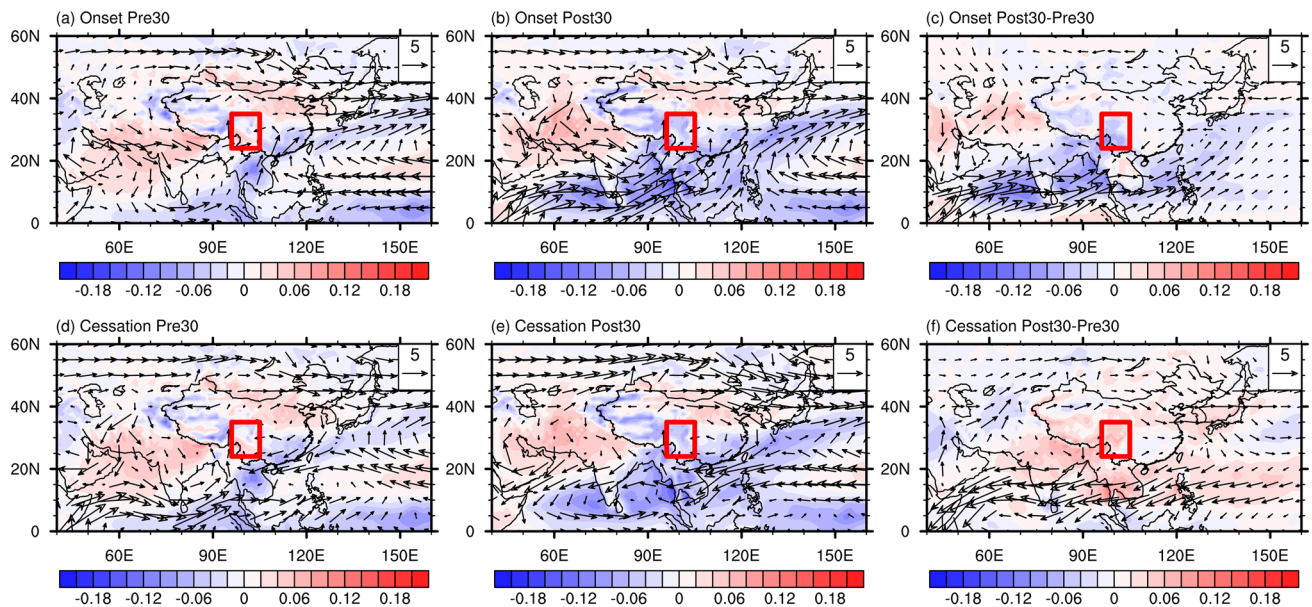 (a) Onset Pre30
(b) Onset Post30
(c) Onset Post30-Pre30
60N
40N
20N
0
5
60E
90E
120E
150E
60N
40N
20N
0
5
60E
90E
120E
150E
60N
40N
20N
0
5
60E
90E
120E
150E
-0.18
-0.12
-0.06
0
0.06
0.12
0.18
-0.18
-0.12
-0.06
0
0.06
0.12
0.18
-0.18
-0.12
-0.06
0
0.06
0.12
0.18
(d) Cessation Pre30
(e) Cessation Post30
(f) Cessation Post30-Pre30
60N
40N
20N
0
5
60E
90E
120E
150E
60N
40N
20N
0
5
60E
90E
120E
150E
60N
40N
20N
0
5
60E
90E
120E
150E
-0.18
-0.12
-0.06
0
0.06
0.12
0.18
-0.18
-0.12
-0.06
0
0.06
0.12
0.18
-0.18
-0.12
-0.06
0
0.06
0.12
0.18